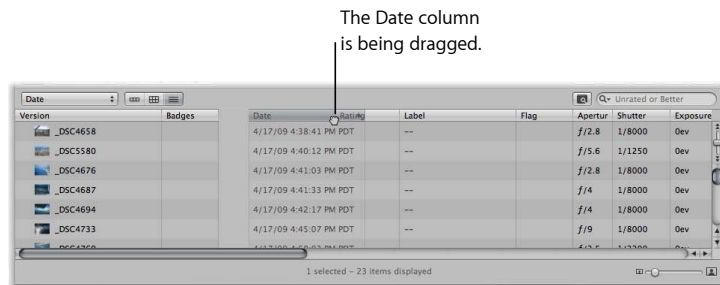 The Date column
is being dragged.
Date Unrated or Better
Version Badges Date Rating Label Flag Apertur Shutter Exposure
_DSC4658 4/17/09 4:38:41 PM PDT -- ƒ/2.8 1/8000 0ev
_DSC5580 4/17/09 4:40:12 PM PDT -- ƒ/5.6 1/1250 0ev
_DSC4676 4/17/09 4:41:03 PM PDT -- ƒ/2.8 1/8000 0ev
_DSC4687 4/17/09 4:41:33 PM PDT -- ƒ/4 1/8000 0ev
_DSC4694 4/17/09 4:42:17 PM PDT -- ƒ/4 1/8000 0ev
_DSC4733 4/17/09 4:45:07 PM PDT -- ƒ/9 1/8000 0ev
1 selected – 23 items displayed